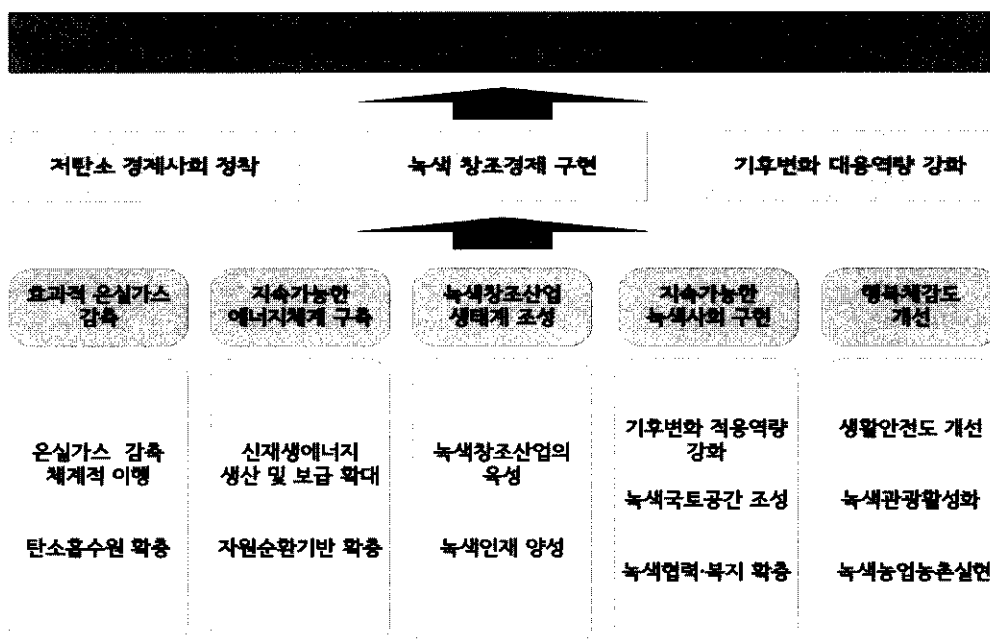 저탄소 경제사회 정착
녹색 창조경제 구현
기후변화 대응역량 강화
효과적 온실가스
감축
지속가능한
에너지체계 구축
녹색창조산업
생태계 조성
지속가능한
녹색사회 구현
행복체감도
개선
온실가스 감축
체계적 이행
탄소흡수원 확충
신재생에너지
생산 및 보급 확대
자원순환기반 확충
녹색창조산업의
육성
녹색인재 양성
기후변화 적응역량
강화
녹색국토공간 조성
녹색협력·복지 확충
생활안전도 개선
녹색관광활성화
녹색농업농촌실현